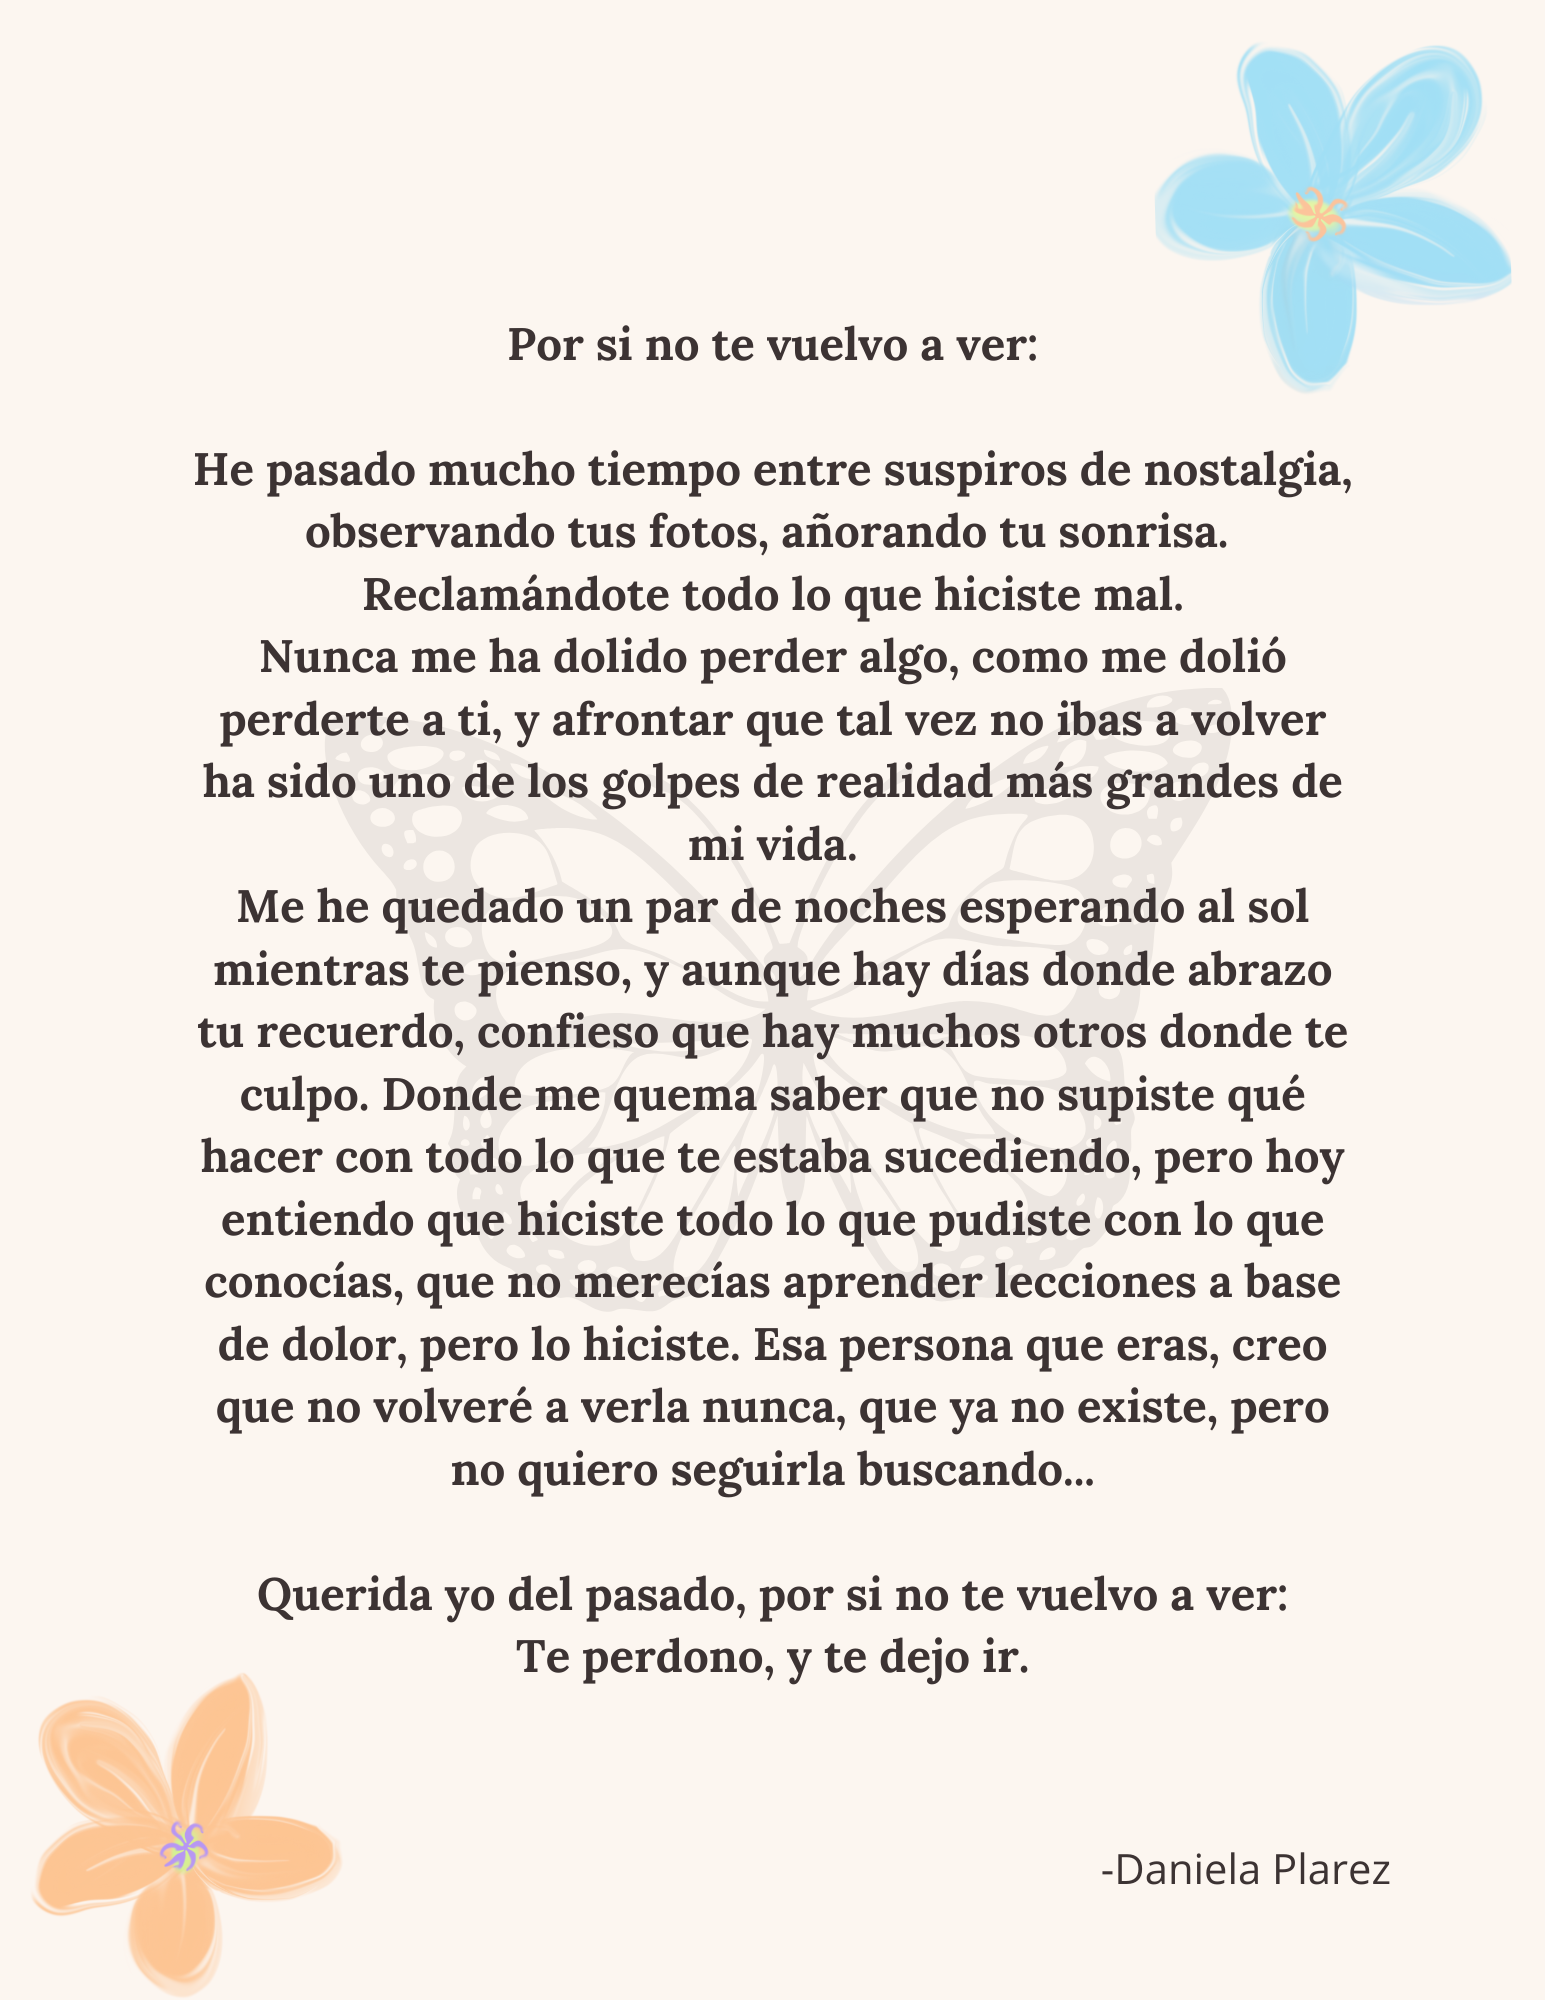 Por si no te vuelvo a ver:
He pasado mucho tiempo entre suspiros de nostalgia,
observando tus fotos, añorando tu sonrisa.
Reclamándote todo lo que hiciste mal.
Nunca me ha dolido perder algo, como me dolió
perderte a ti, y afrontar que tal vez no ibas a volver
ha sido uno de los golpes de realidad más grandes de
mi vida.
Me he quedado un par de noches esperando al sol
mientras te pienso, y aunque hay días donde abrazo
tu recuerdo, confieso que hay muchos otros donde te
culpo. Donde me quema saber que no supiste qué
hacer con todo lo que te estaba sucediendo, pero hoy
entiendo que hiciste todo lo que pudiste con lo que
conocías, que no merecías aprender lecciones a base
de dolor, pero lo hiciste. Esa persona que eras, creo
que no volveré a verla nunca, que ya no existe, pero
no quiero seguirla buscando...
Querida yo del pasado, por si no te vuelvo a ver:
Te perdono, y te dejo ir.
-Daniela Plarez